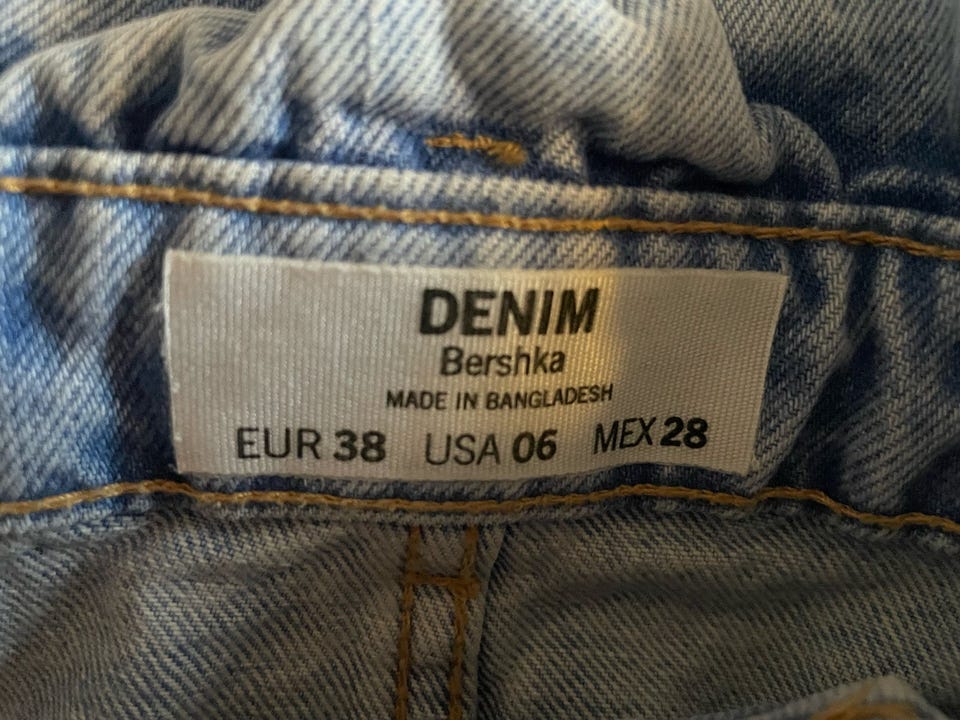 DENIM
Bershka
MADE IN BANGLADESH
EUR 38 USA 06 MEX 28